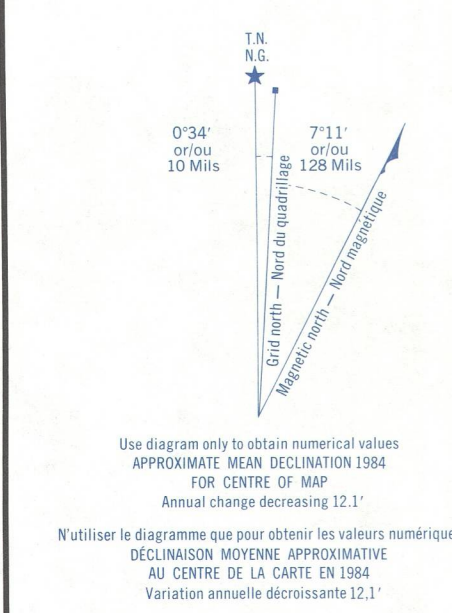 T.N.
N.G.
0°34′
or/ou
10 Mils
7°11′
or/ou
128 Mils
Grid north — Nord du quadrillage
Magnetic north — Nord magnétique
Use diagram only to obtain numerical values
APPROXIMATE MEAN DECLINATION 1984
FOR CENTRE OF MAP
Annual change decreasing 12.1′
N'utiliser le diagramme que pour obtenir les valeurs numérique
DÉCLINAISON MOYENNE APPROXIMATIVE
AU CENTRE DE LA CARTE EN 1984
Variation annuelle décroissante 12,1′